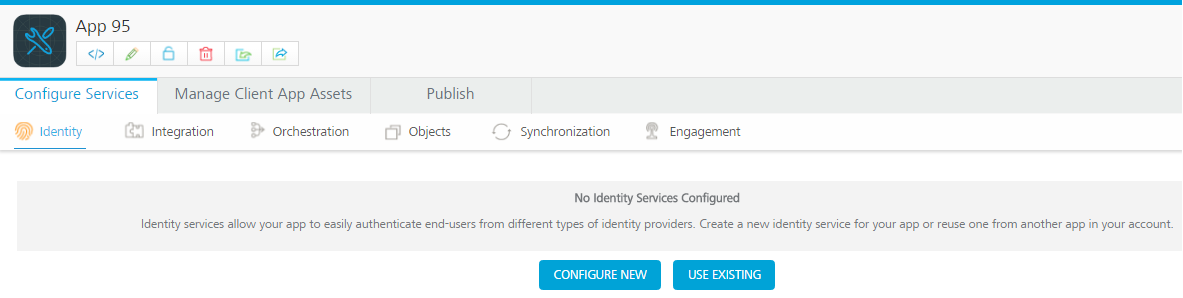 App 95
</>
Configure Services Manage Client App Assets Publish
Identity Integration Orchestration Objects Synchronization Engagement
No Identity Services Configured
Identity services allow your app to easily authenticate end-users from different types of identity providers. Create a new identity service for your app or reuse one from another app in your account.
CONFIGURE NEW USE EXISTING